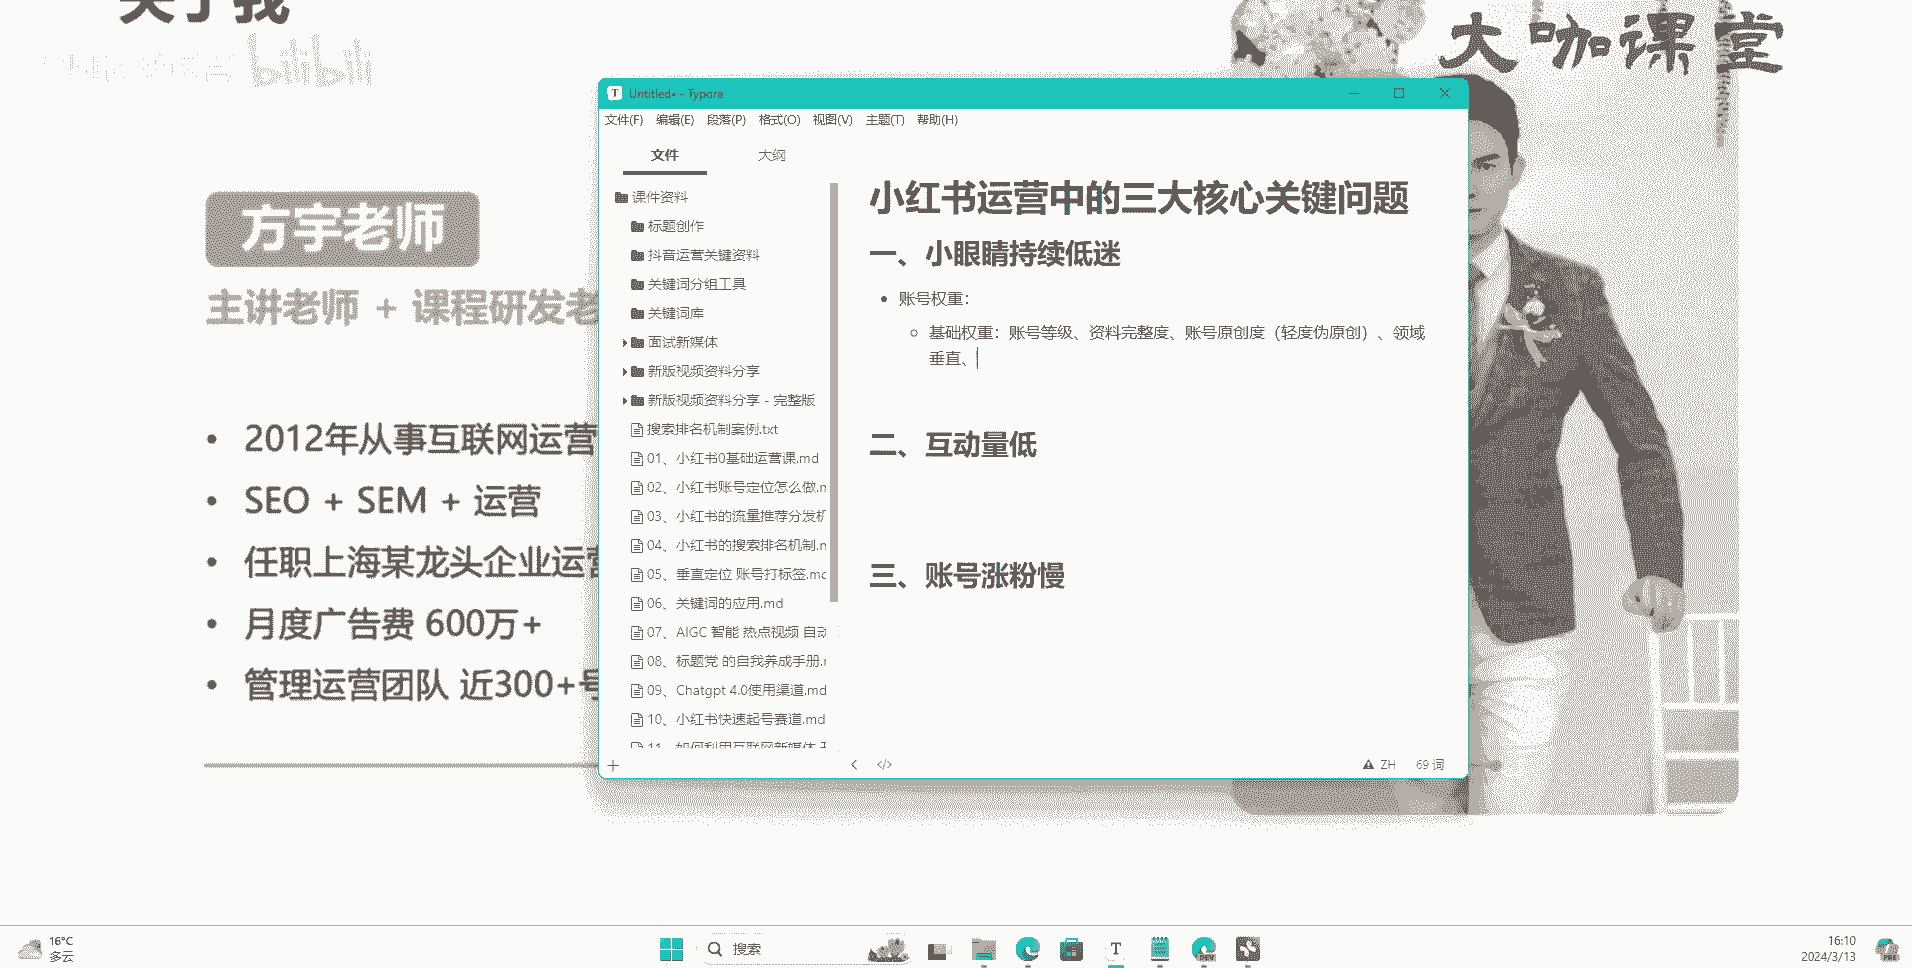 关于我
bilibili
大咖课堂
方宇老师
主讲老师 + 课程研发老
2012年从事互联网运营
SEO + SEM + 运营
任职上海某龙头企业运营
月度广告费 600万+
管理运营团队 近300+号
Untitled• - Typora
文件(F) 编辑(E) 段落(P) 格式(O) 视图(V) 主题(T) 帮助(H)
文件 大纲
课件资料
标题创作
抖音运营关键资料
关键词分组工具
关键词库
面试新媒体
新版视频资料分享
新版视频资料分享 - 完整版
搜索排名机制案例.txt
01、小红书0基础运营课.md
02、小红书账号定位怎么做.m
03、小红书的流量推荐分发机
04、小红书的搜索排名机制.m
05、垂直定位 账号打标签.mc
06、关键词的应用.md
07、AIGC 智能 热点视频 自动
08、标题党 的自我养成手册.
09、Chatgpt 4.0使用渠道.md
10、小红书快速起号赛道.md
11、如何利用互联网新媒体
小红书运营中的三大核心关键问题
一、小眼睛持续低迷
账号权重：
基础权重：账号等级、资料完整度、账号原创度（轻度伪原创）、领域
垂直、
二、互动量低
三、账号涨粉慢
ZH 69 词
16°C
多云
搜索
T
DEV
16:10
2024/3/13
PRE